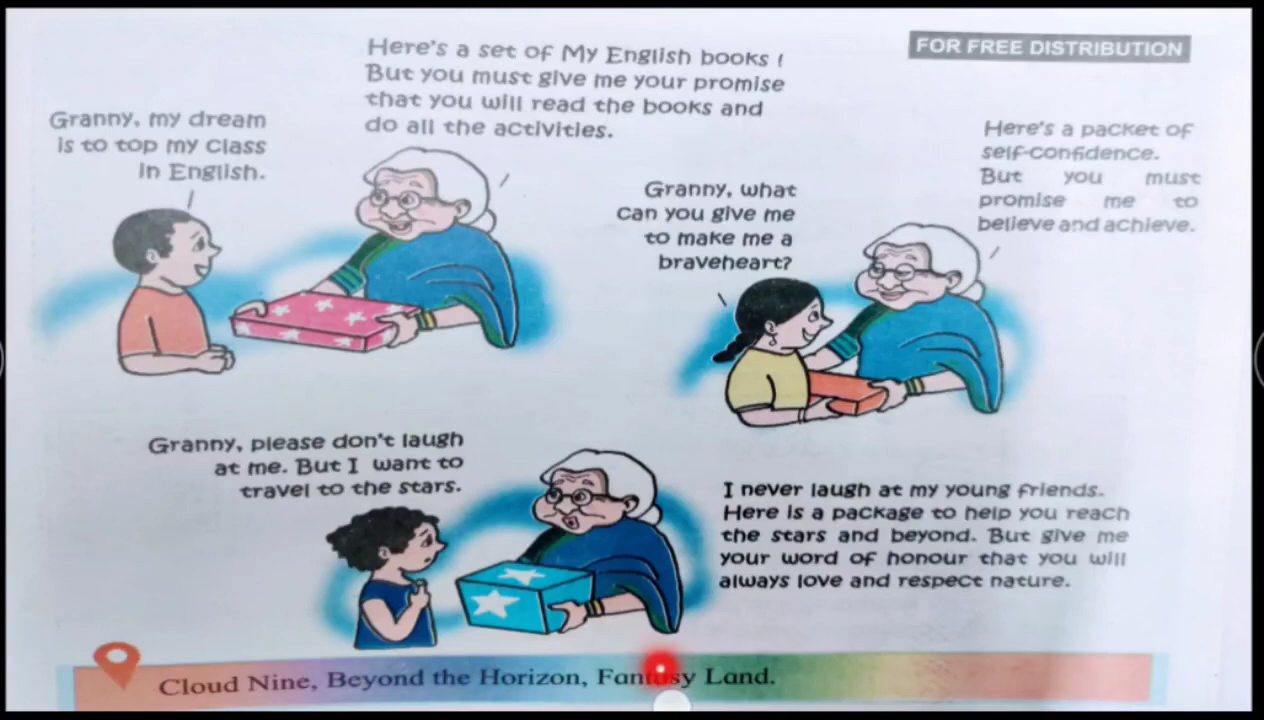 FOR FREE DISTRIBUTION
Here's a set of My English books !
But you must give me your promise
that you will read the books and
do all the activities.
Granny, my dream
is to top my class
in English.
Here's a packet of
self-confidence.
But you must
promise me to
believe and achieve.
Granny, what
can you give me
to make me a
braveheart?
Granny, please don't laugh
at me. But I want to
travel to the stars.
I never laugh at my young friends.
Here is a package to help you reach
the stars and beyond. But give me
your word of honour that you will
always love and respect nature.
Cloud Nine, Beyond the Horizon, Fantasy Land.